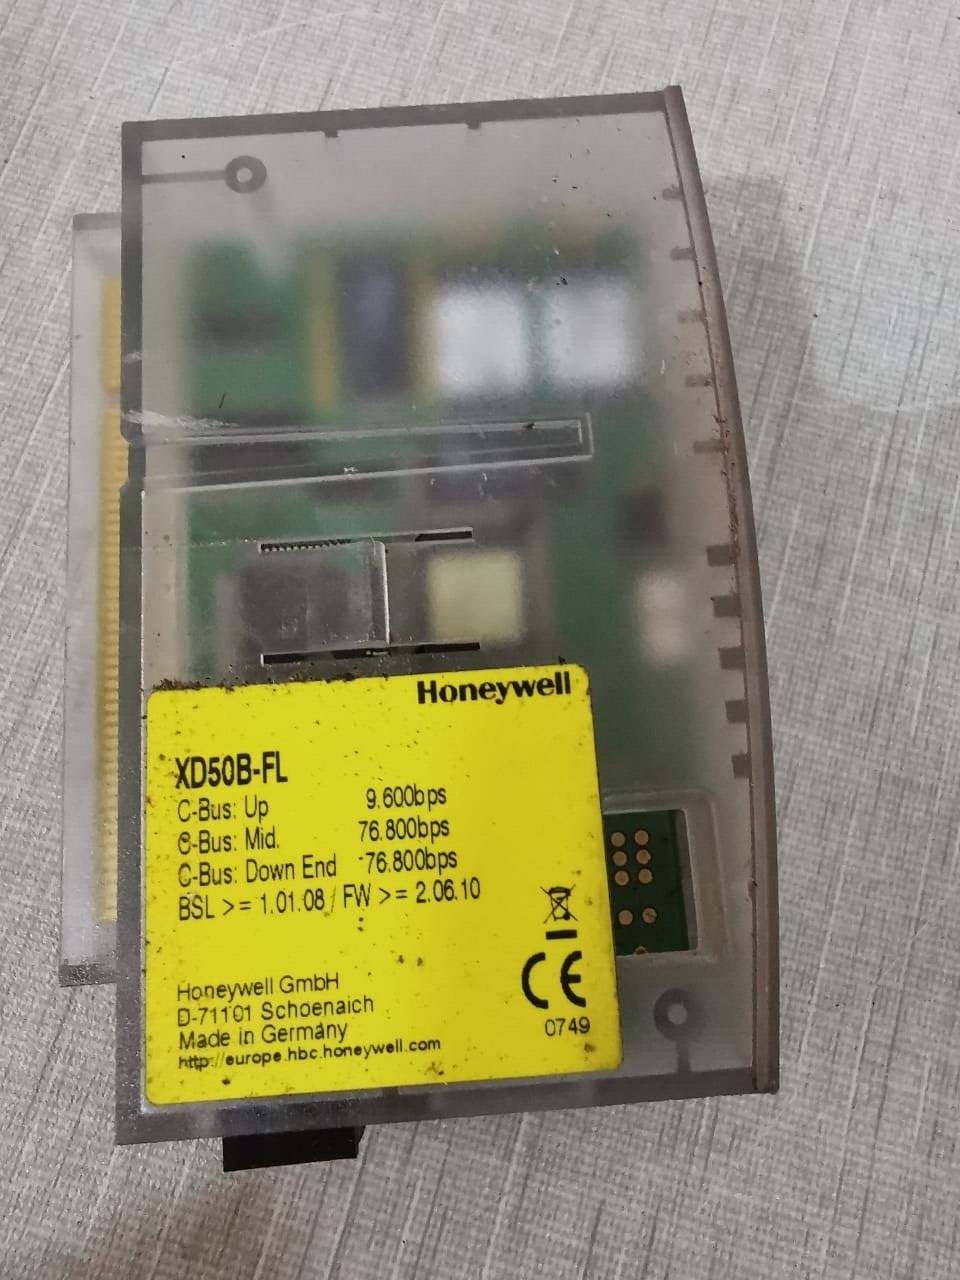 Honeywell
XD50B-FL
C-Bus: Up 9.600bps
C-Bus: Mid. 76.800bps
C-Bus: Down End 76.800bps
BSL >= 1.01.08 / FW >= 2.06.10
Honeywell GmbH
D-71101 Schoenaich
Made in Germany
http://europe.hbc.honeywell.com
CE
0749